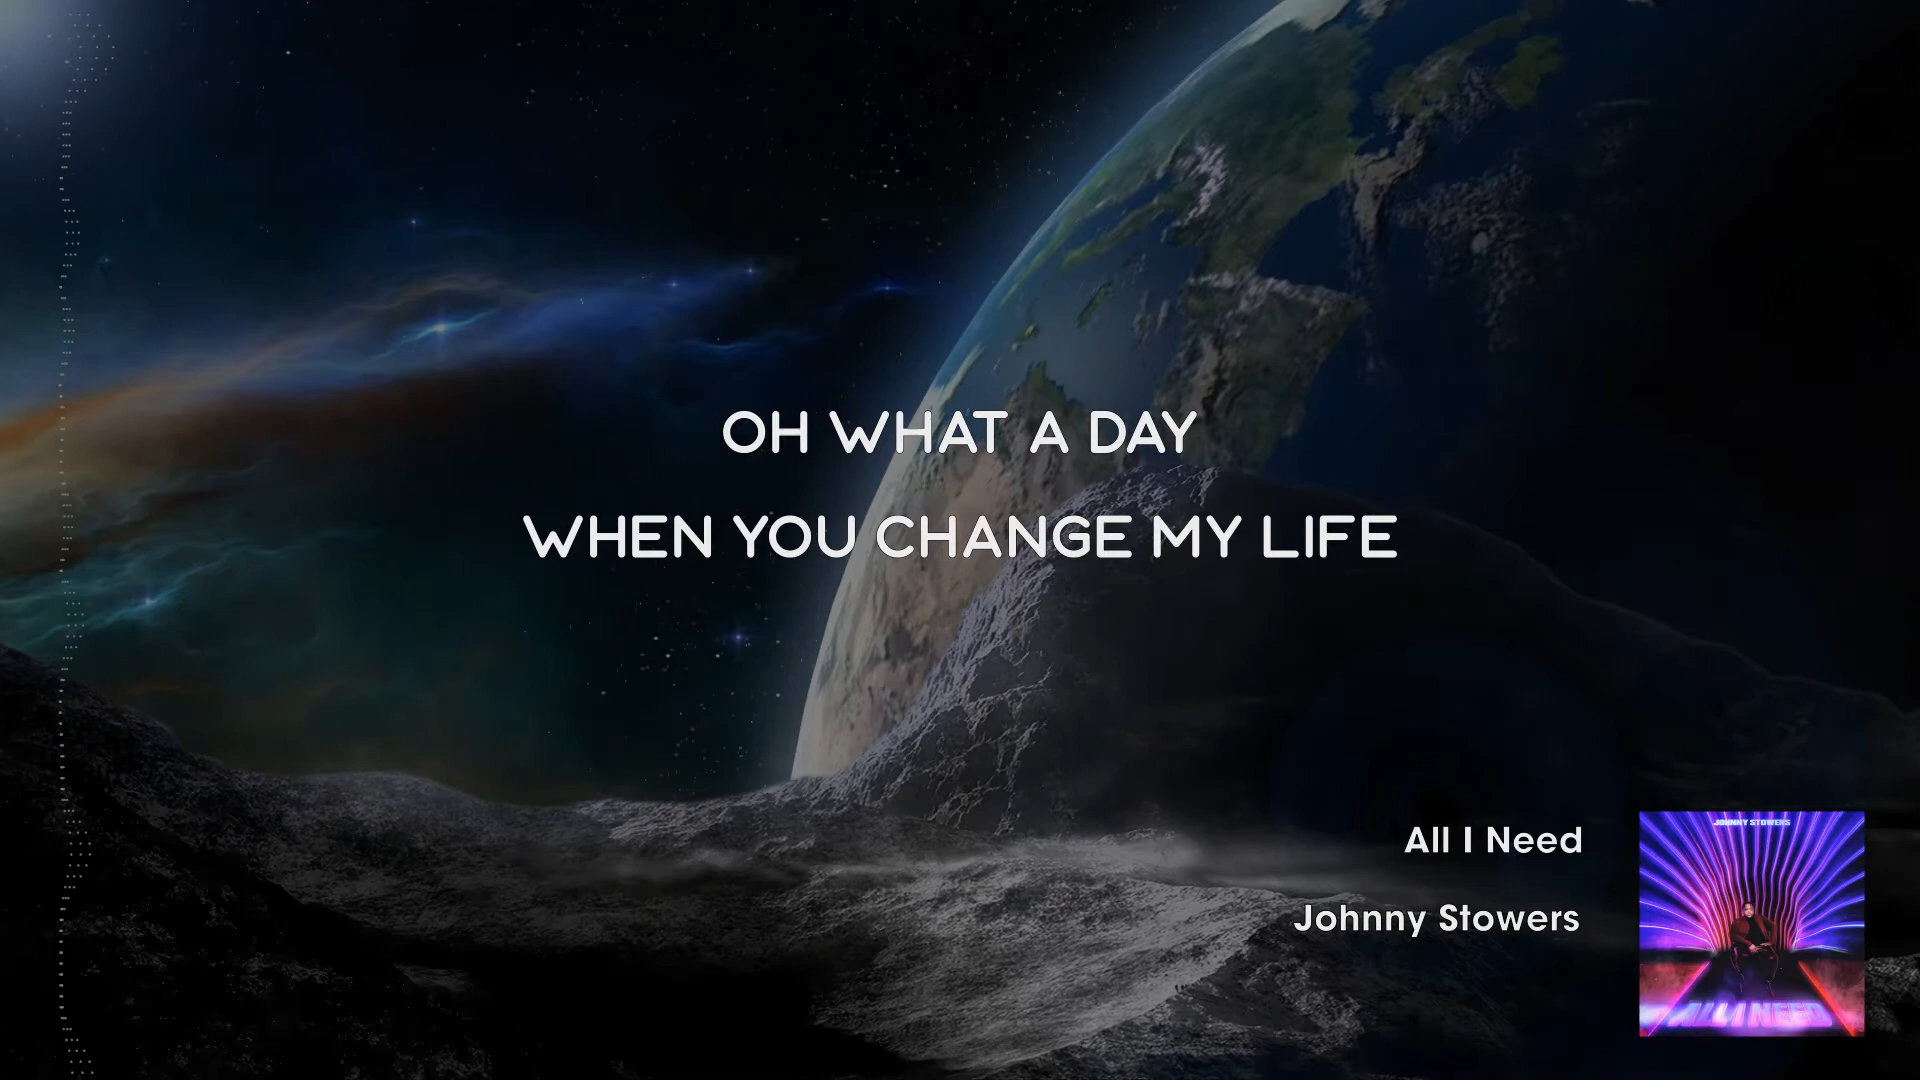 OH WHAT A DAY
WHEN YOU CHANGE MY LIFE
All I Need
Johnny Stowers
JOHNNY STOWERS
ALL I NEED